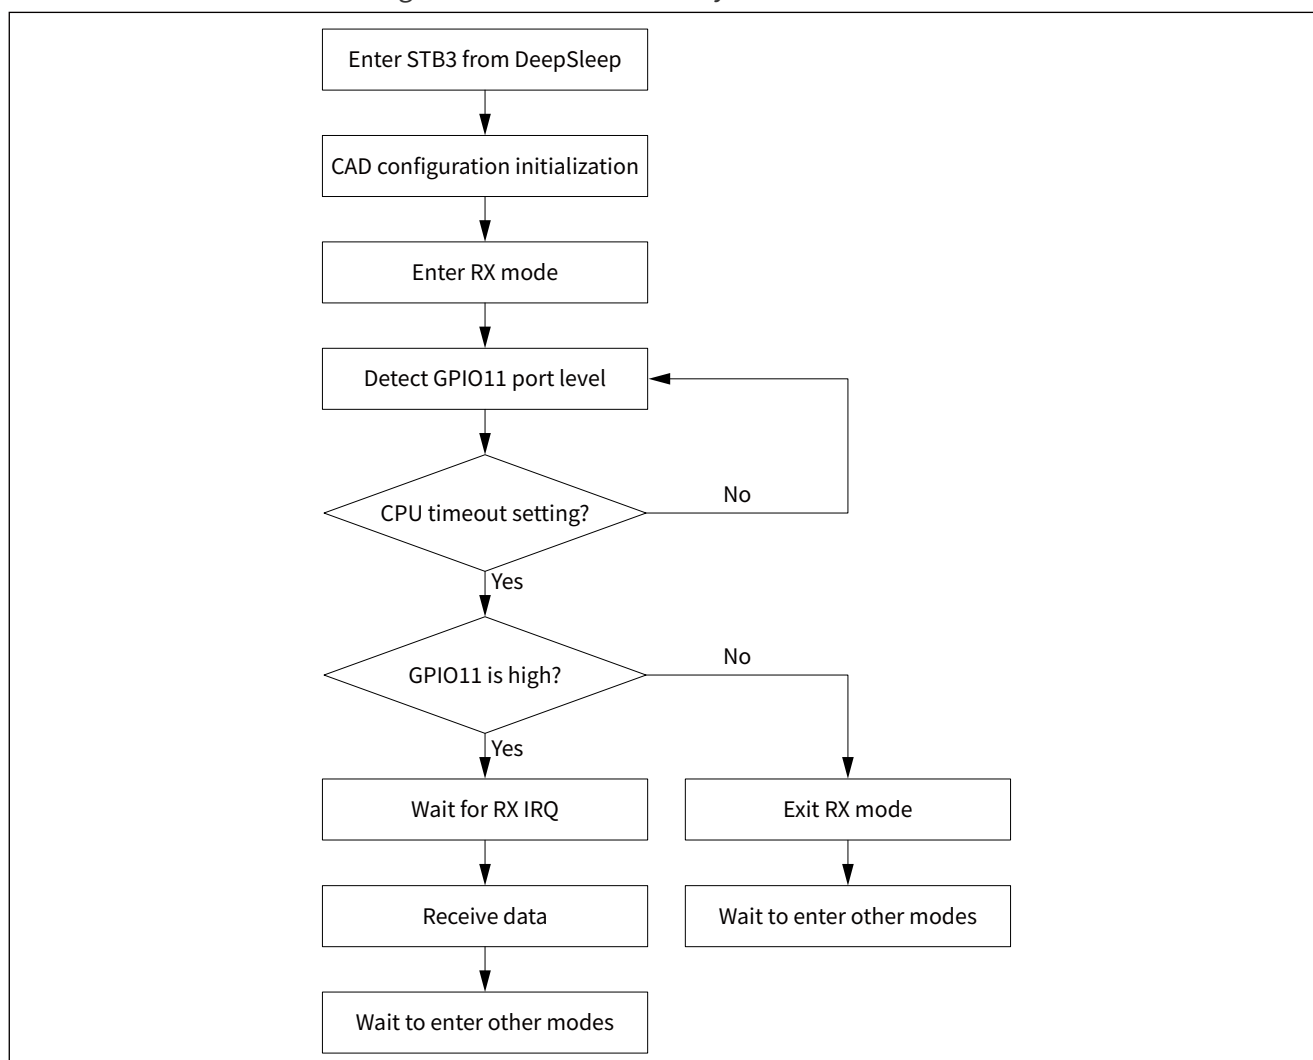 Enter STB3 from DeepSleep
CAD configuration initialization
Enter RX mode
Detect GPIO11 port level
No
CPU timeout setting?
Yes
No
GPIO11 is high?
Yes
Wait for RX IRQ
Exit RX mode
Receive data
Wait to enter other modes
Wait to enter other modes